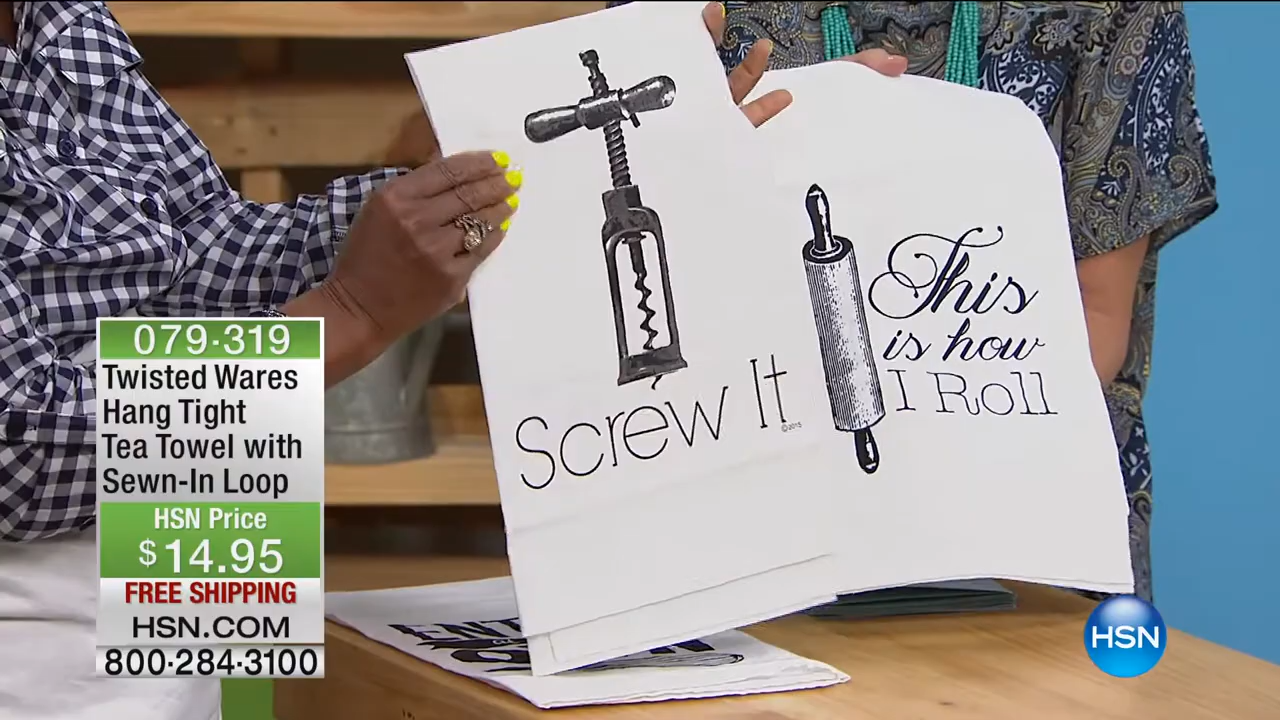 079·319
Twisted Wares
Hang Tight
Tea Towel with
Sewn-In Loop
HSN Price
$14.95
FREE SHIPPING
HSN.COM
800·284·3100
Screw It
©2015
This
is how
I Roll
HSN